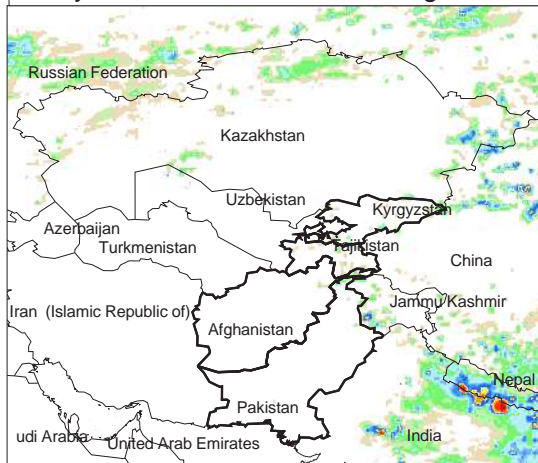 Russian Federation
Kazakhstan
Uzbekistan
Kyrgyzstan
Azerbaijan
Turkmenistan
Tajikistan
China
Iran (Islamic Republic of)
Jammu Kashmir
Afghanistan
Nepal
Pakistan
udi Arabia
United Arab Emirates
India